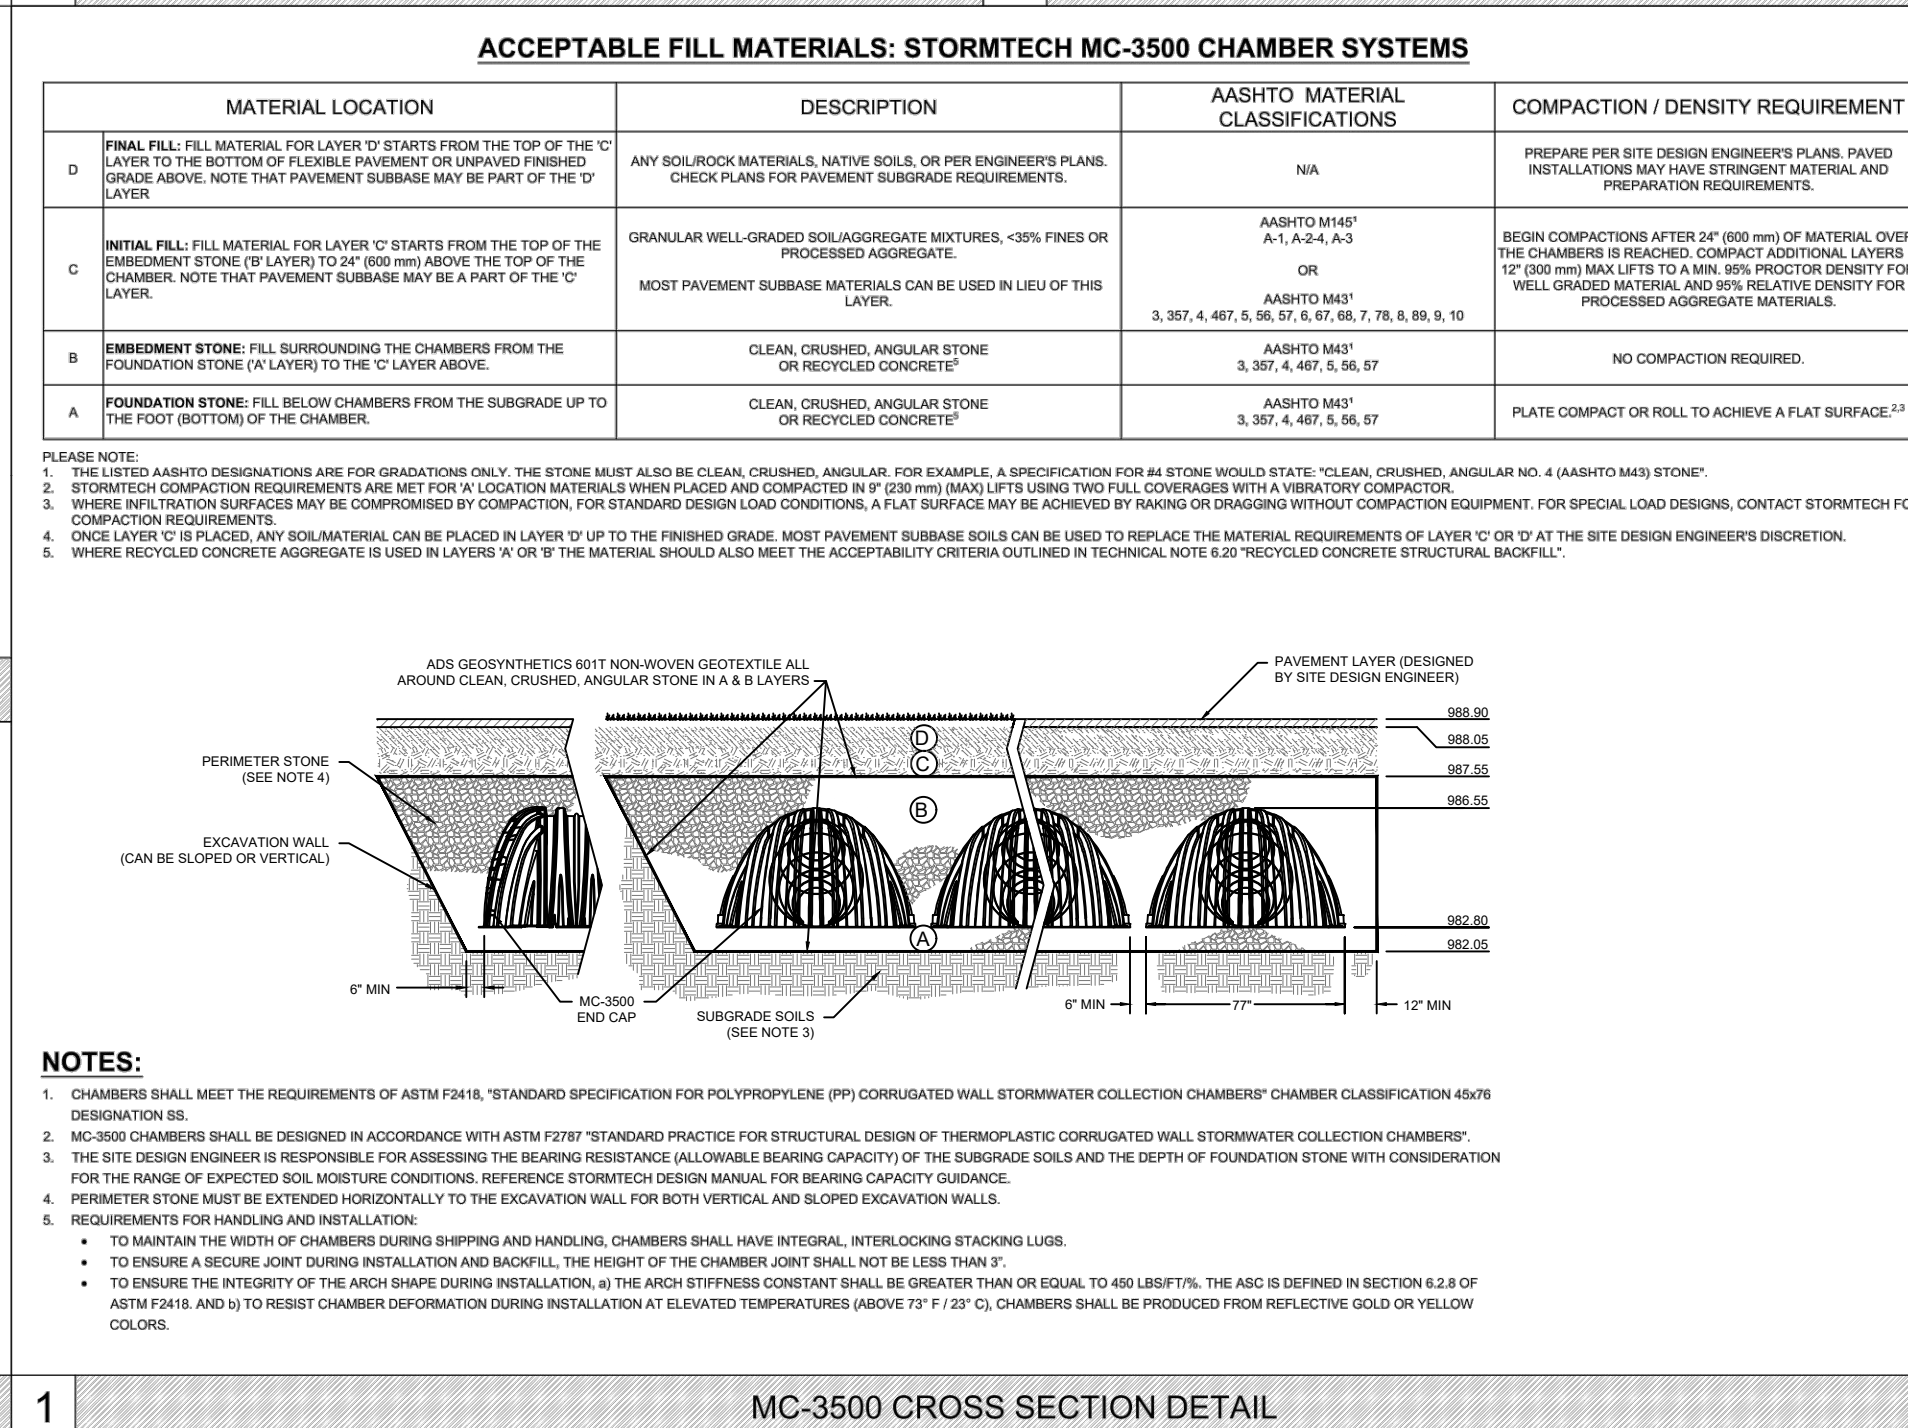 ACCEPTABLE FILL MATERIALS: STORMTECH MC-3500 CHAMBER SYSTEMS
MATERIAL LOCATION
DESCRIPTION
AASHTO MATERIAL
CLASSIFICATIONS
COMPACTION / DENSITY REQUIREMENT
D
FINAL FILL: FILL MATERIAL FOR LAYER 'D' STARTS FROM THE TOP OF THE 'C'
LAYER TO THE BOTTOM OF FLEXIBLE PAVEMENT OR UNPAVED FINISHED
GRADE ABOVE. NOTE THAT PAVEMENT SUBBASE MAY BE PART OF THE 'D'
LAYER
ANY SOIL/ROCK MATERIALS, NATIVE SOILS, OR PER ENGINEER'S PLANS.
CHECK PLANS FOR PAVEMENT SUBGRADE REQUIREMENTS.
N/A
PREPARE PER SITE DESIGN ENGINEER'S PLANS. PAVED
INSTALLATIONS MAY HAVE STRINGENT MATERIAL AND
PREPARATION REQUIREMENTS.
C
INITIAL FILL: FILL MATERIAL FOR LAYER 'C' STARTS FROM THE TOP OF THE
EMBEDMENT STONE ('B' LAYER) TO 24" (600 mm) ABOVE THE TOP OF THE
CHAMBER. NOTE THAT PAVEMENT SUBBASE MAY BE A PART OF THE 'C'
LAYER.
GRANULAR WELL-GRADED SOIL/AGGREGATE MIXTURES, <35% FINES OR
PROCESSED AGGREGATE.
MOST PAVEMENT SUBBASE MATERIALS CAN BE USED IN LIEU OF THIS
LAYER.
AASHTO M145¹
A-1, A-2-4, A-3
OR
AASHTO M43¹
3, 357, 4, 467, 5, 56, 57, 6, 67, 68, 7, 78, 8, 89, 9, 10
BEGIN COMPACTIONS AFTER 24" (600 mm) OF MATERIAL OVER
THE CHAMBERS IS REACHED. COMPACT ADDITIONAL LAYERS
12" (300 mm) MAX LIFTS TO A MIN. 95% PROCTOR DENSITY FOR
WELL GRADED MATERIAL AND 95% RELATIVE DENSITY FOR
PROCESSED AGGREGATE MATERIALS.
B
EMBEDMENT STONE: FILL SURROUNDING THE CHAMBERS FROM THE
FOUNDATION STONE ('A' LAYER) TO THE 'C' LAYER ABOVE.
CLEAN, CRUSHED, ANGULAR STONE
OR RECYCLED CONCRETE⁵
AASHTO M43¹
3, 357, 4, 467, 5, 56, 57
NO COMPACTION REQUIRED.
A
FOUNDATION STONE: FILL BELOW CHAMBERS FROM THE SUBGRADE UP TO
THE FOOT (BOTTOM) OF THE CHAMBER.
CLEAN, CRUSHED, ANGULAR STONE
OR RECYCLED CONCRETE⁵
AASHTO M43¹
3, 357, 4, 467, 5, 56, 57
PLATE COMPACT OR ROLL TO ACHIEVE A FLAT SURFACE.²,³
PLEASE NOTE:
1. THE LISTED AASHTO DESIGNATIONS ARE FOR GRADATIONS ONLY. THE STONE MUST ALSO BE CLEAN, CRUSHED, ANGULAR. FOR EXAMPLE, A SPECIFICATION FOR #4 STONE WOULD STATE: "CLEAN, CRUSHED, ANGULAR NO. 4 (AASHTO M43) STONE".
2. STORMTECH COMPACTION REQUIREMENTS ARE MET FOR 'A' LOCATION MATERIALS WHEN PLACED AND COMPACTED IN 9" (230 mm) (MAX) LIFTS USING TWO FULL COVERAGES WITH A VIBRATORY COMPACTOR.
3. WHERE INFILTRATION SURFACES MAY BE COMPROMISED BY COMPACTION, FOR STANDARD DESIGN LOAD CONDITIONS, A FLAT SURFACE MAY BE ACHIEVED BY RAKING OR DRAGGING WITHOUT COMPACTION EQUIPMENT. FOR SPECIAL LOAD DESIGNS, CONTACT STORMTECH
COMPACTION REQUIREMENTS.
4. ONCE LAYER 'C' IS PLACED, ANY SOIL/MATERIAL CAN BE PLACED IN LAYER 'D' UP TO THE FINISHED GRADE. MOST PAVEMENT SUBBASE SOILS CAN BE USED TO REPLACE THE MATERIAL REQUIREMENTS OF LAYER 'C' OR 'D' AT THE SITE DESIGN ENGINEER'S DISCRETION.
5. WHERE RECYCLED CONCRETE AGGREGATE IS USED IN LAYERS 'A' OR 'B' THE MATERIAL SHOULD ALSO MEET THE ACCEPTABILITY CRITERIA OUTLINED IN TECHNICAL NOTE 6.20 "RECYCLED CONCRETE STRUCTURAL BACKFILL".
ADS GEOSYNTHETICS 601T NON-WOVEN GEOTEXTILE ALL
AROUND CLEAN, CRUSHED, ANGULAR STONE IN A & B LAYERS
PAVEMENT LAYER (DESIGNED
BY SITE DESIGN ENGINEER)
988.90
988.05
987.55
986.55
982.80
982.05
D
C
B
A
PERIMETER STONE
(SEE NOTE 4)
EXCAVATION WALL
(CAN BE SLOPED OR VERTICAL)
6" MIN
MC-3500
END CAP
SUBGRADE SOILS
(SEE NOTE 3)
6" MIN
77"
12" MIN
NOTES:
1. CHAMBERS SHALL MEET THE REQUIREMENTS OF ASTM F2418, "STANDARD SPECIFICATION FOR POLYPROPYLENE (PP) CORRUGATED WALL STORMWATER COLLECTION CHAMBERS" CHAMBER CLASSIFICATION 45x76
DESIGNATION SS.
2. MC-3500 CHAMBERS SHALL BE DESIGNED IN ACCORDANCE WITH ASTM F2787 "STANDARD PRACTICE FOR STRUCTURAL DESIGN OF THERMOPLASTIC CORRUGATED WALL STORMWATER COLLECTION CHAMBERS".
3. THE SITE DESIGN ENGINEER IS RESPONSIBLE FOR ASSESSING THE BEARING RESISTANCE (ALLOWABLE BEARING CAPACITY) OF THE SUBGRADE SOILS AND THE DEPTH OF FOUNDATION STONE WITH CONSIDERATION
FOR THE RANGE OF EXPECTED SOIL MOISTURE CONDITIONS. REFERENCE STORMTECH DESIGN MANUAL FOR BEARING CAPACITY GUIDANCE.
4. PERIMETER STONE MUST BE EXTENDED HORIZONTALLY TO THE EXCAVATION WALL FOR BOTH VERTICAL AND SLOPED EXCAVATION WALLS.
5. REQUIREMENTS FOR HANDLING AND INSTALLATION:
• TO MAINTAIN THE WIDTH OF CHAMBERS DURING SHIPPING AND HANDLING, CHAMBERS SHALL HAVE INTEGRAL, INTERLOCKING STACKING LUGS.
• TO ENSURE A SECURE JOINT DURING INSTALLATION AND BACKFILL, THE HEIGHT OF THE CHAMBER JOINT SHALL NOT BE LESS THAN 3".
• TO ENSURE THE INTEGRITY OF THE ARCH SHAPE DURING INSTALLATION, a) THE ARCH STIFFNESS CONSTANT SHALL BE GREATER THAN OR EQUAL TO 450 LBS/FT/%. THE ASC IS DEFINED IN SECTION 6.2.8 OF
ASTM F2418. AND b) TO RESIST CHAMBER DEFORMATION DURING INSTALLATION AT ELEVATED TEMPERATURES (ABOVE 73° F / 23° C), CHAMBERS SHALL BE PRODUCED FROM REFLECTIVE GOLD OR YELLOW
COLORS.
1
MC-3500 CROSS SECTION DETAIL